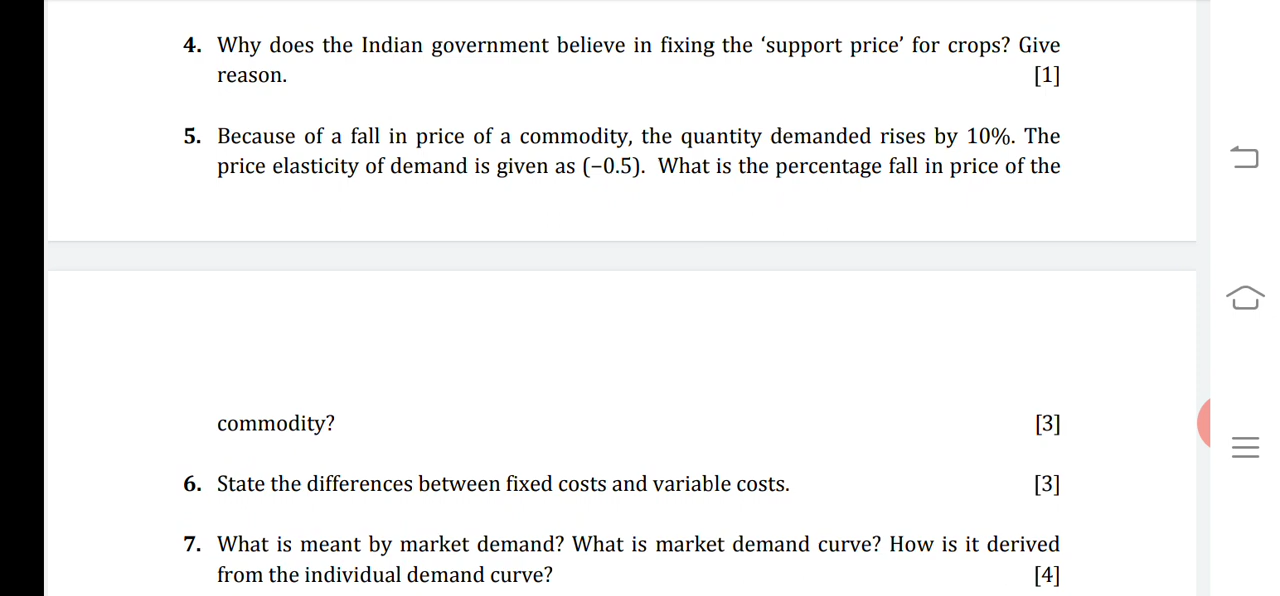 4. Why does the Indian government believe in fixing the ‘support price’ for crops? Give
reason. [1]
5. Because of a fall in price of a commodity, the quantity demanded rises by 10%. The
price elasticity of demand is given as (−0.5). What is the percentage fall in price of the
commodity? [3]
6. State the differences between fixed costs and variable costs. [3]
7. What is meant by market demand? What is market demand curve? How is it derived
from the individual demand curve? [4]